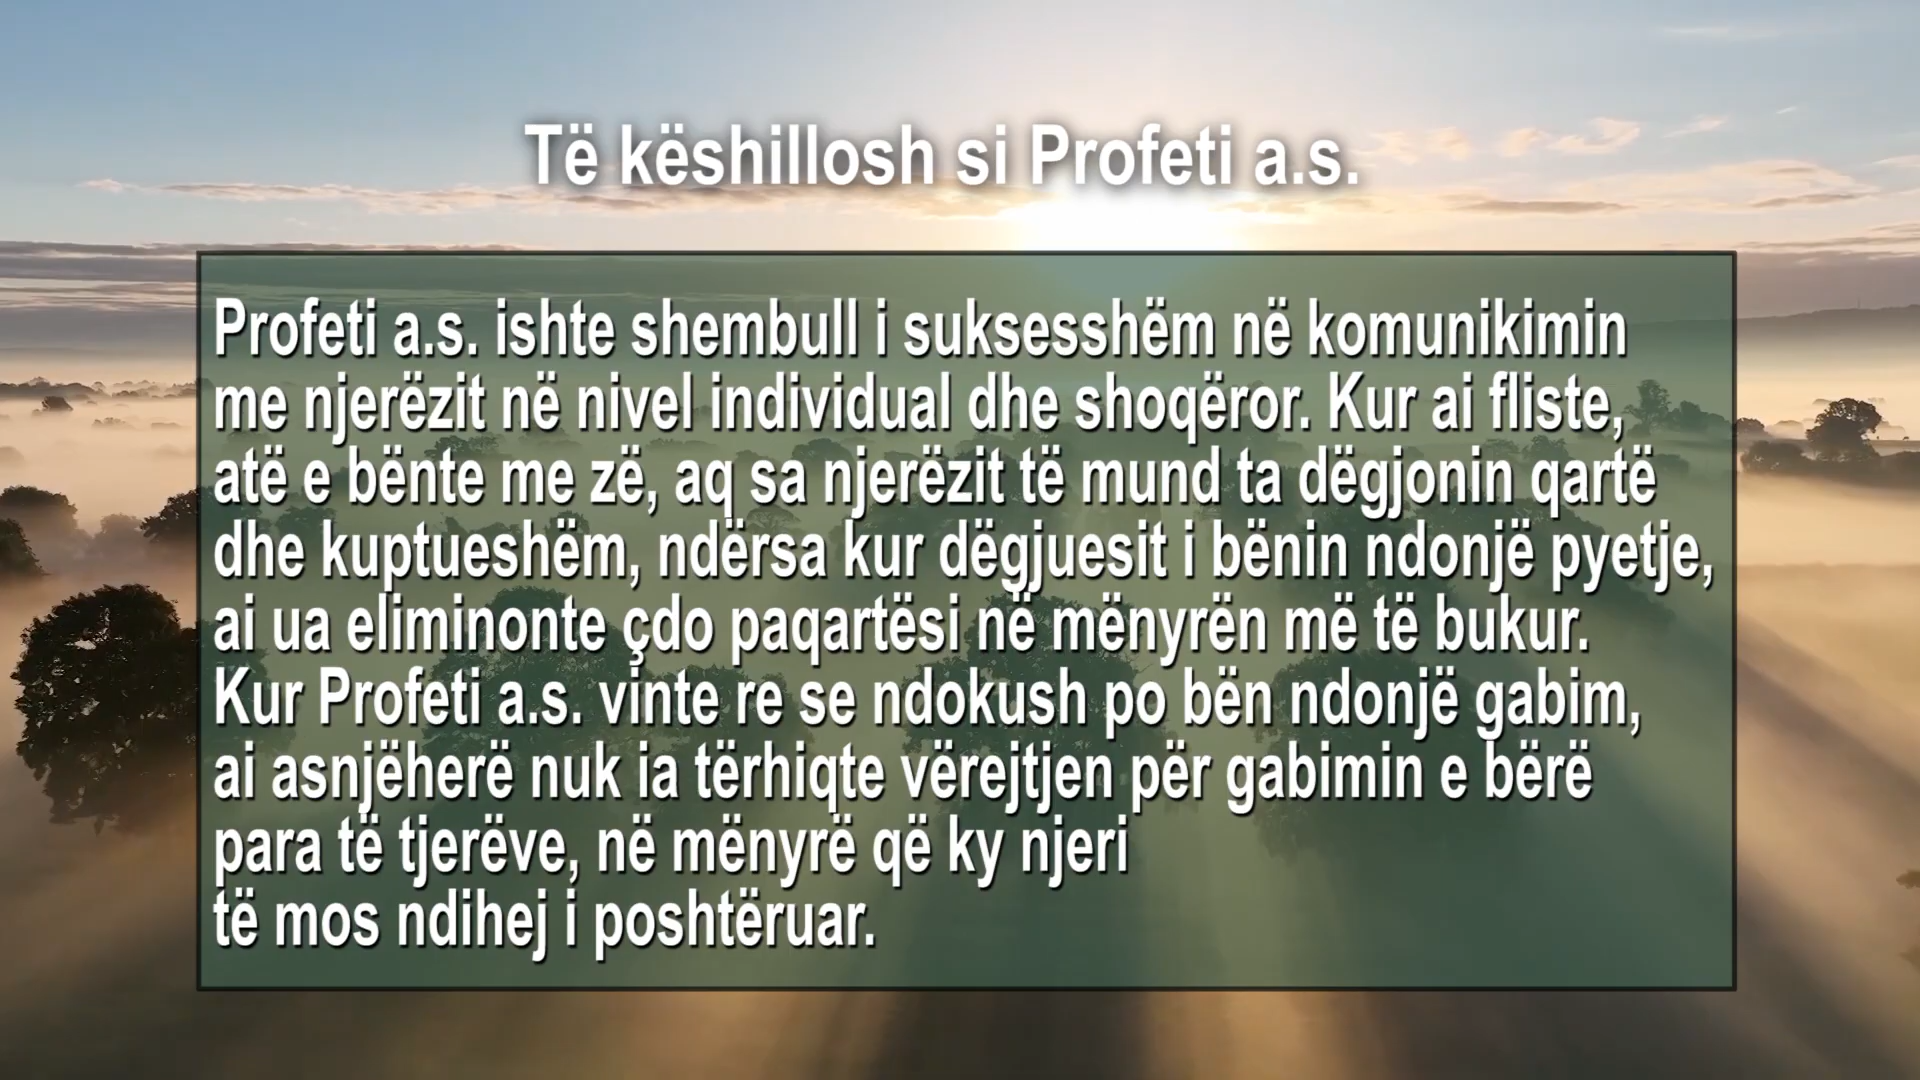 Të këshillosh si Profeti a.s.
Profeti a.s. ishte shembull i suksesshëm në komunikimin
me njerëzit në nivel individual dhe shoqëror. Kur ai fliste,
atë e bënte me zë, aq sa njerëzit të mund ta dëgjonin qartë
dhe kuptueshëm, ndërsa kur dëgjuesit i bënin ndonjë pyetje,
ai ua eliminonte çdo paqartësi në mënyrën më të bukur.
Kur Profeti a.s. vinte re se ndokush po bën ndonjë gabim,
ai asnjëherë nuk ia tërhiqte vërejtjen për gabimin e bërë
para të tjerëve, në mënyrë që ky njeri
të mos ndihej i poshtëruar.